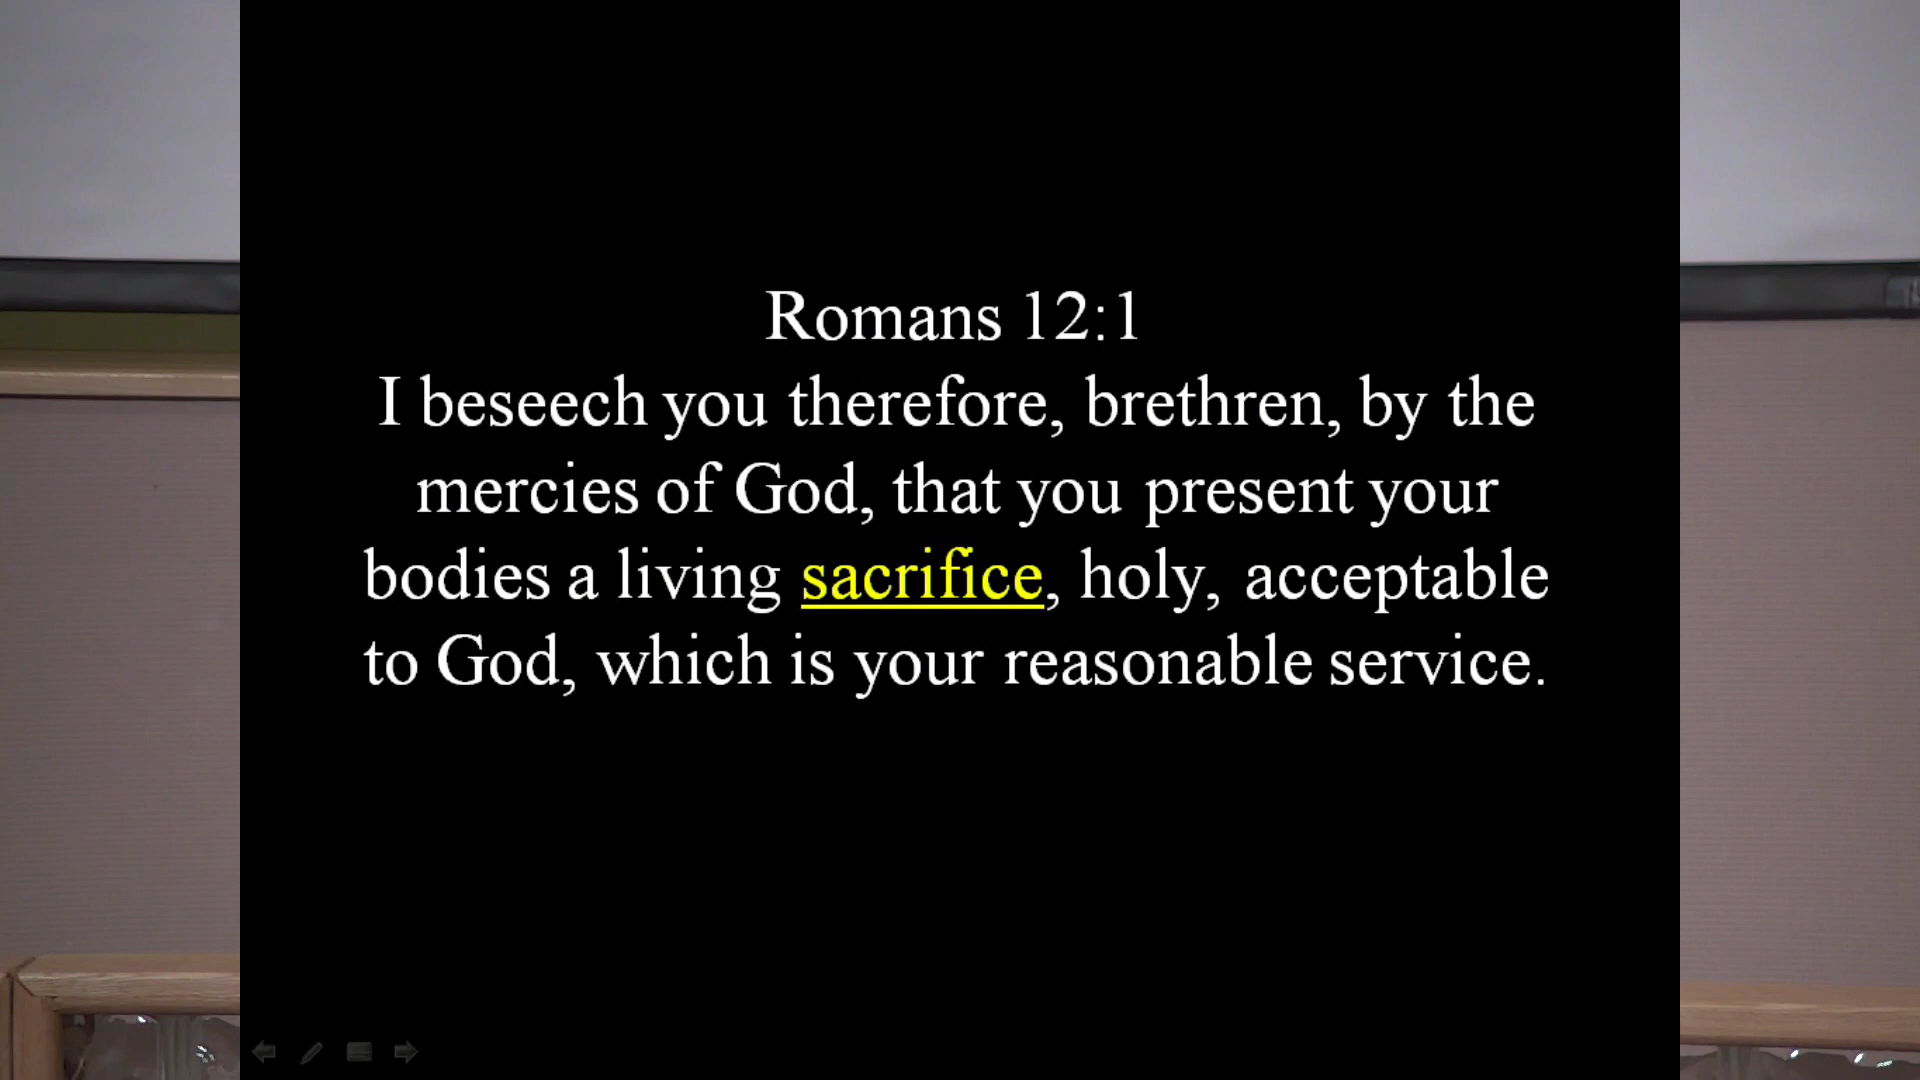 Romans 12:1
I beseech you therefore, brethren, by the
mercies of God, that you present your
bodies a living sacrifice, holy, acceptable
to God, which is your reasonable service.